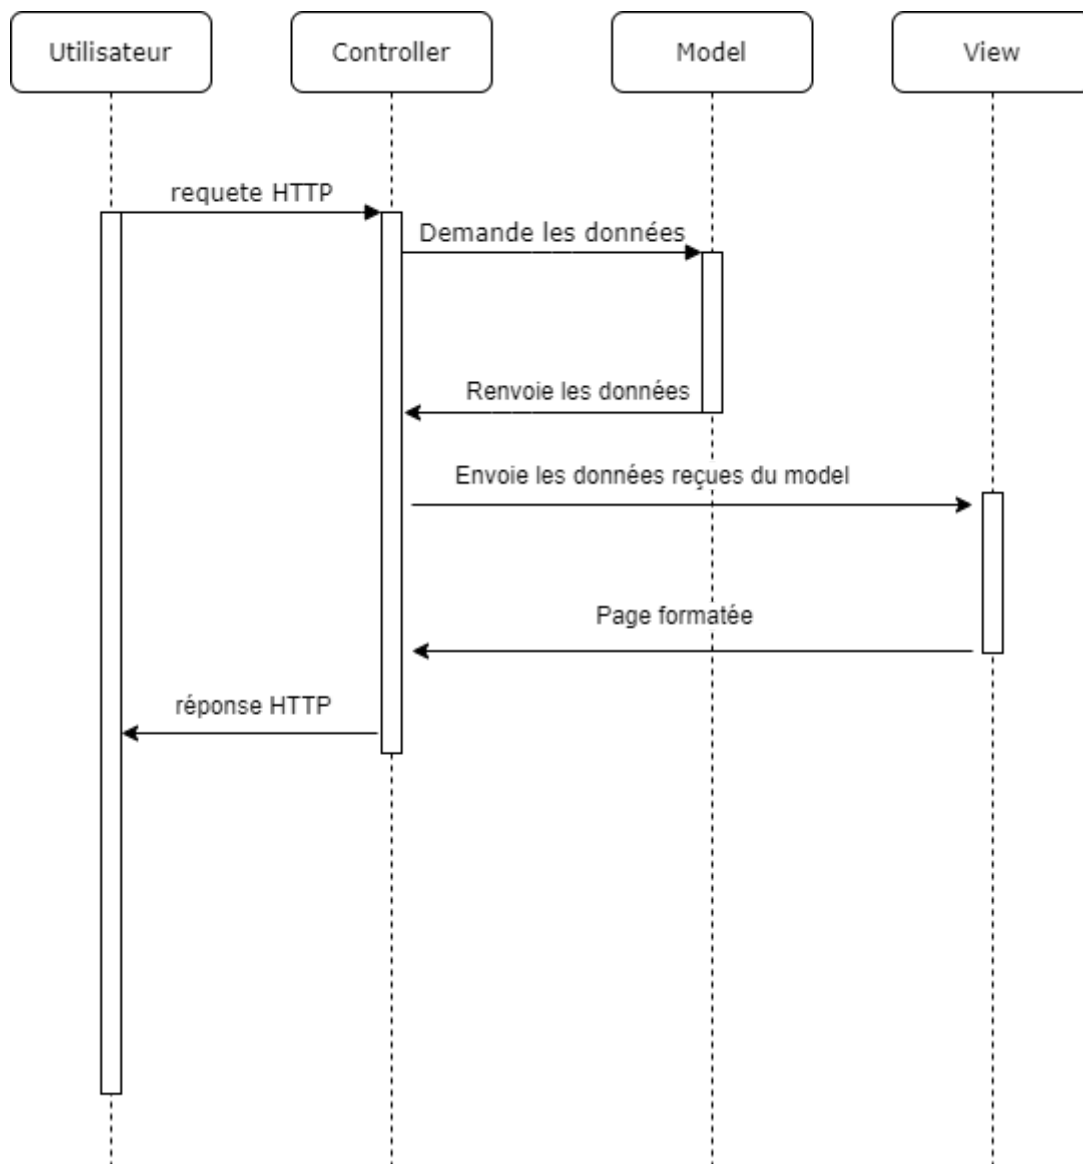 Utilisateur
Controller
Model
View
requete HTTP
Demande les données
Renvoie les données
Envoie les données reçues du model
Page formatée
réponse HTTP